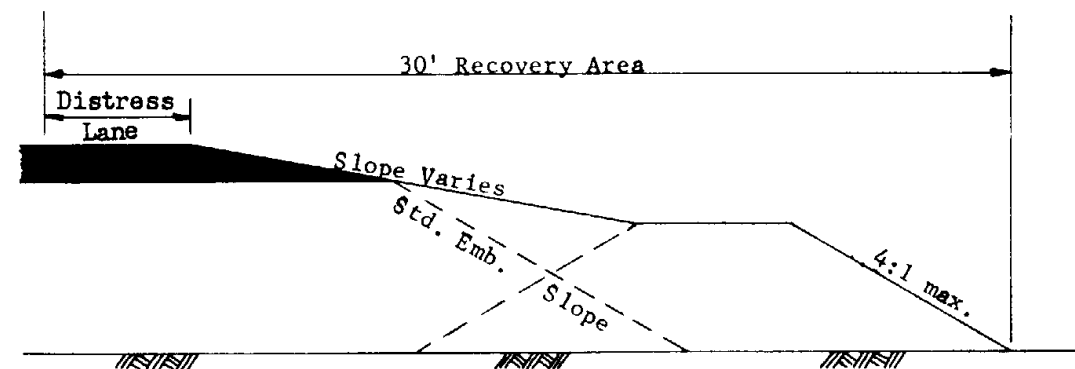 30' Recovery Area
Distress
Lane
Slope Varies
Std. Emb.
Slope
4:1 max.